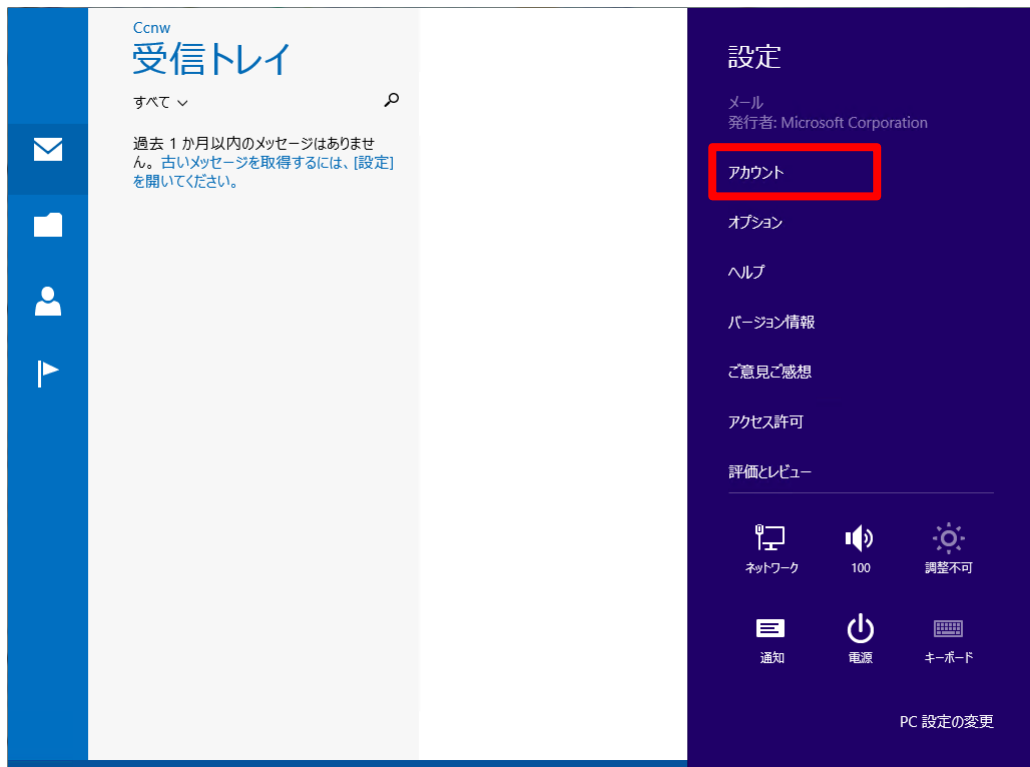 Ccnw
受信トレイ
すべて
過去 1 か月以内のメッセージはありませ
ん。古いメッセージを取得するには、[設定]
を開いてください。
設定
メール
発行者: Microsoft Corporation
アカウント
オプション
ヘルプ
バージョン情報
ご意見ご感想
アクセス許可
評価とレビュー
ネットワーク
100
調整不可
通知
電源
キーボード
PC 設定の変更